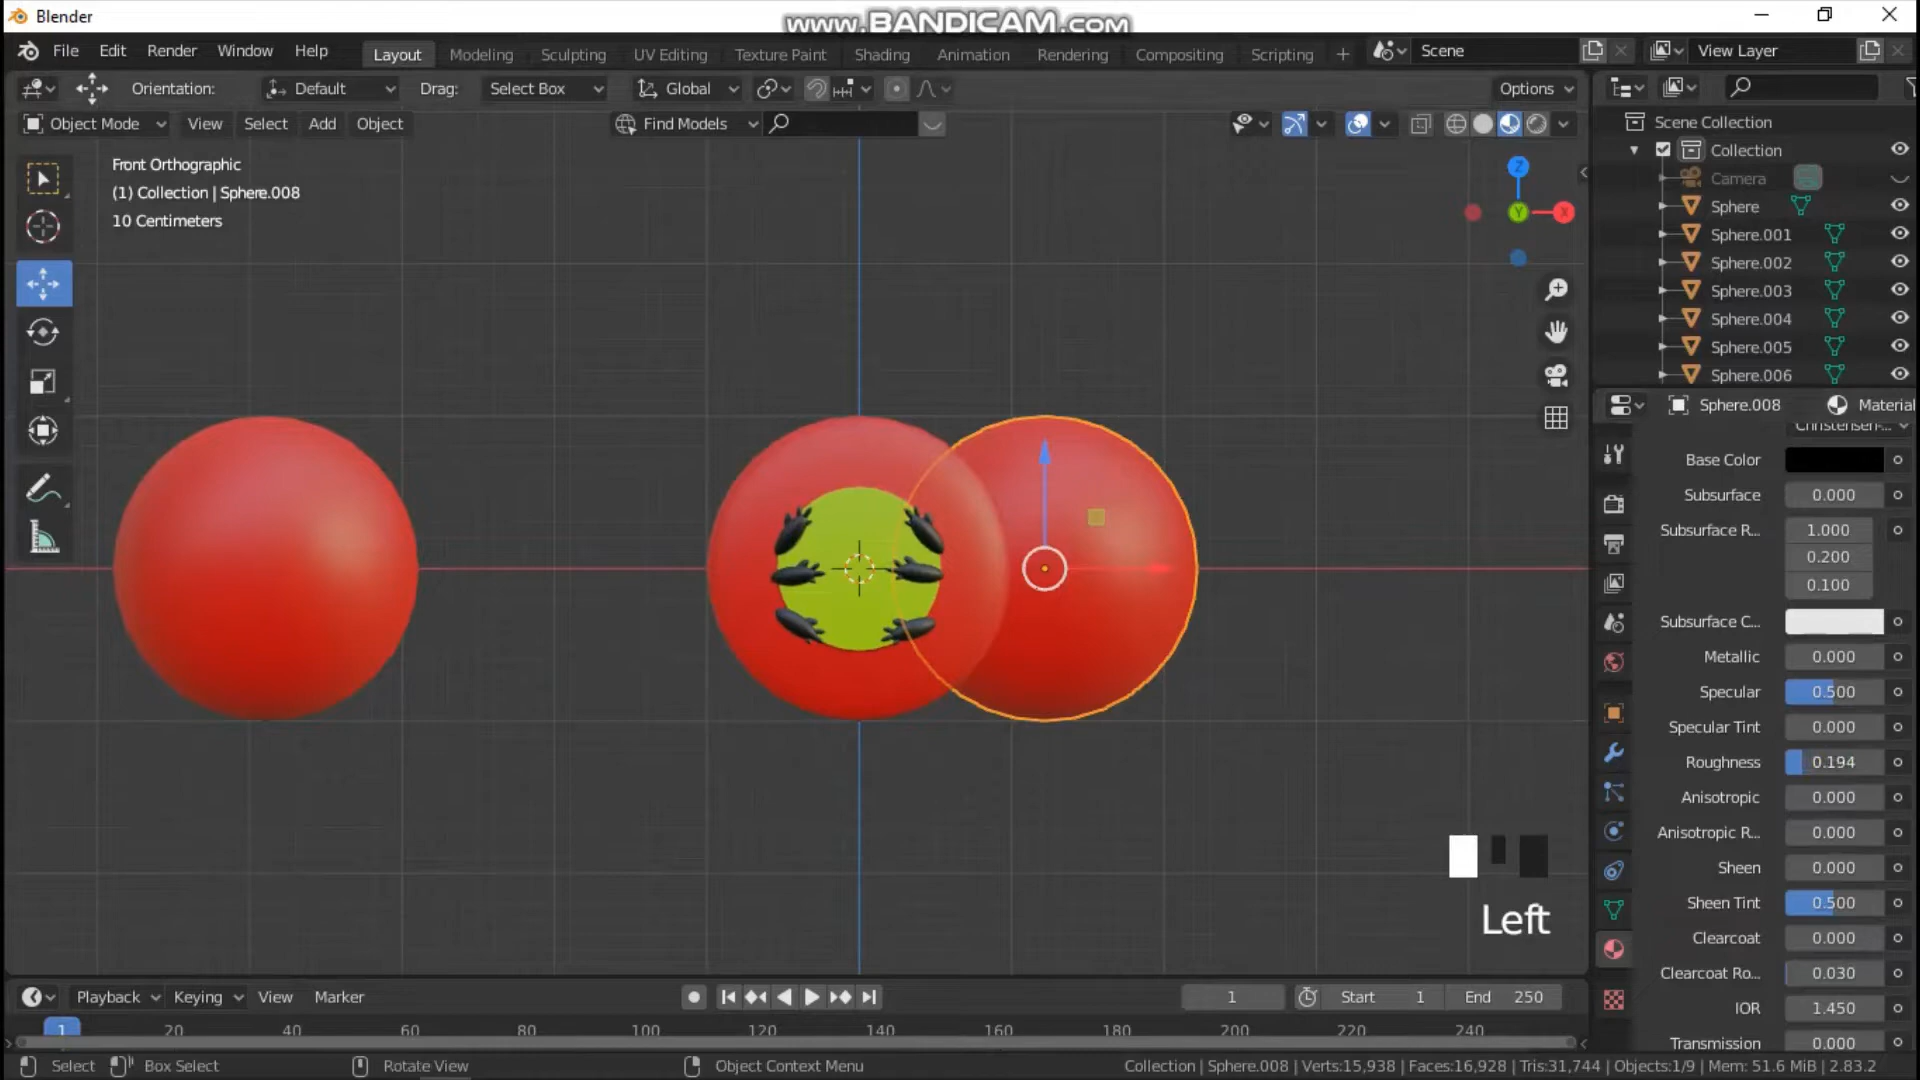 Blender
www.BANDICAM.com
File Edit Render Window Help
Layout Modeling Sculpting UV Editing Texture Paint Shading Animation Rendering Compositing Scripting +
Scene
View Layer
Orientation: Default Drag: Select Box Global Options
Object Mode View Select Add Object Find Models
Front Orthographic
(1) Collection | Sphere.008
10 Centimeters
Z
Y
X
Scene Collection
Collection
Camera
Sphere
Sphere.001
Sphere.002
Sphere.003
Sphere.004
Sphere.005
Sphere.006
Sphere.008 Material
Christensen-...
Base Color
Subsurface 0.000
Subsurface R... 1.000
0.200
0.100
Subsurface C...
Metallic 0.000
Specular 0.500
Specular Tint 0.000
Roughness 0.194
Anisotropic 0.000
Anisotropic R... 0.000
Sheen 0.000
Sheen Tint 0.500
Clearcoat 0.000
Clearcoat Ro... 0.030
IOR 1.450
Transmission 0.000
Left
Playback Keying View Marker 1 Start 1 End 250
1 20 40 60 80 100 120 140 160 180 200 220 240
Select Box Select Rotate View Object Context Menu
Collection | Sphere.008 | Verts:15,938 | Faces:16,928 | Tris:31,744 | Objects:1/9 | Mem: 51.6 MiB | 2.83.2